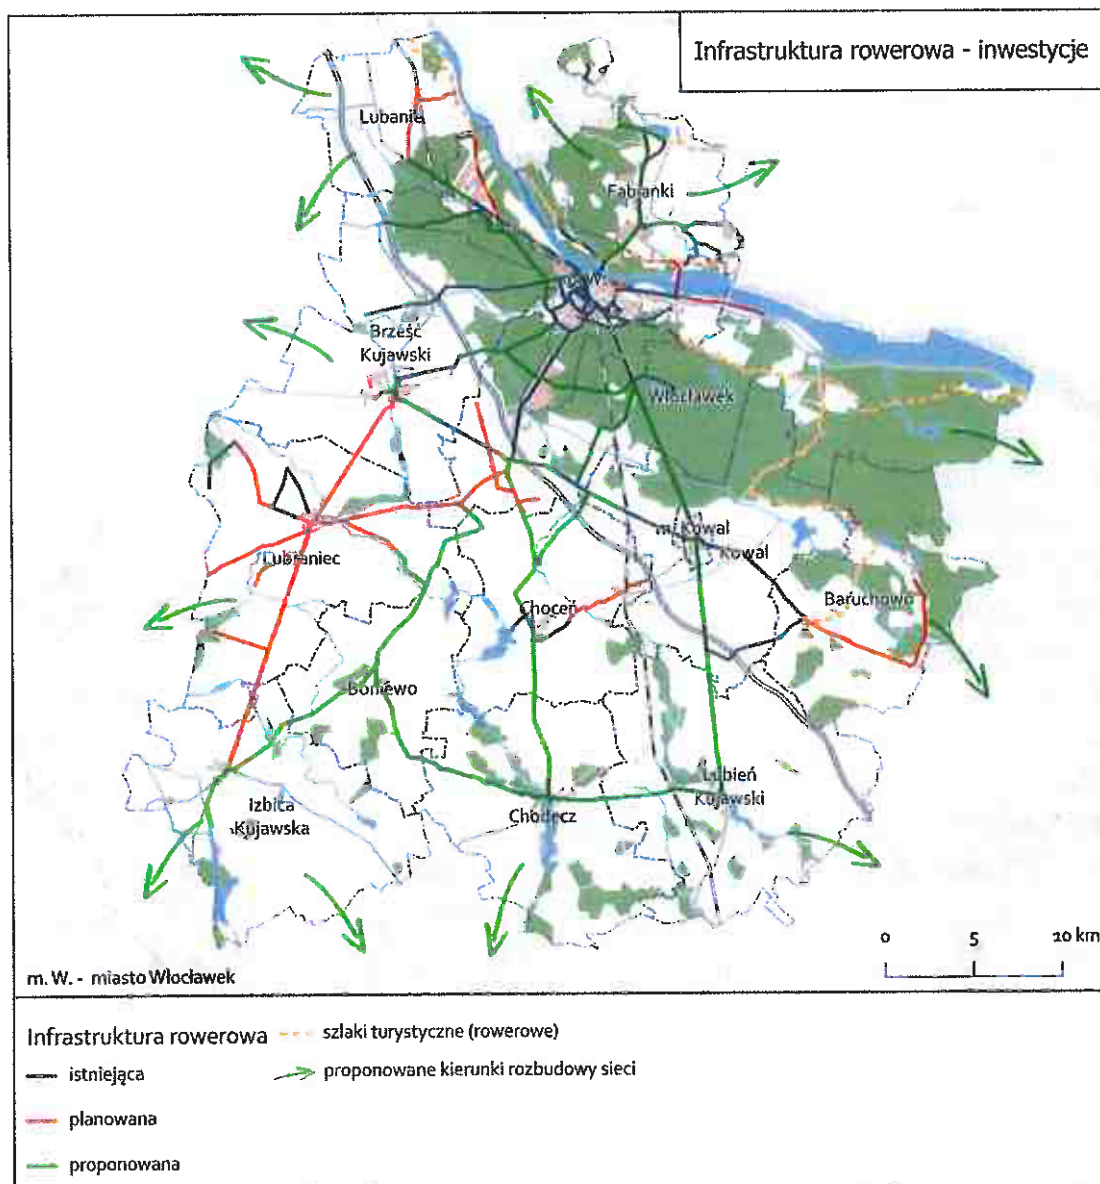 Infrastruktura rowerowa - inwestycje
Lubanie
Fabianki
Brześć
Kujawski
Włocławek
m. Kowal
Kowal
Lubraniec
Choceń
Baruchowo
Boniewo
Izbica
Kujawska
Chodecz
Lubień
Kujawski
0 5 10 km
m. W. - miasto Włocławek
Infrastruktura rowerowa
istniejąca
planowana
proponowana
szlaki turystyczne (rowerowe)
proponowane kierunki rozbudowy sieci